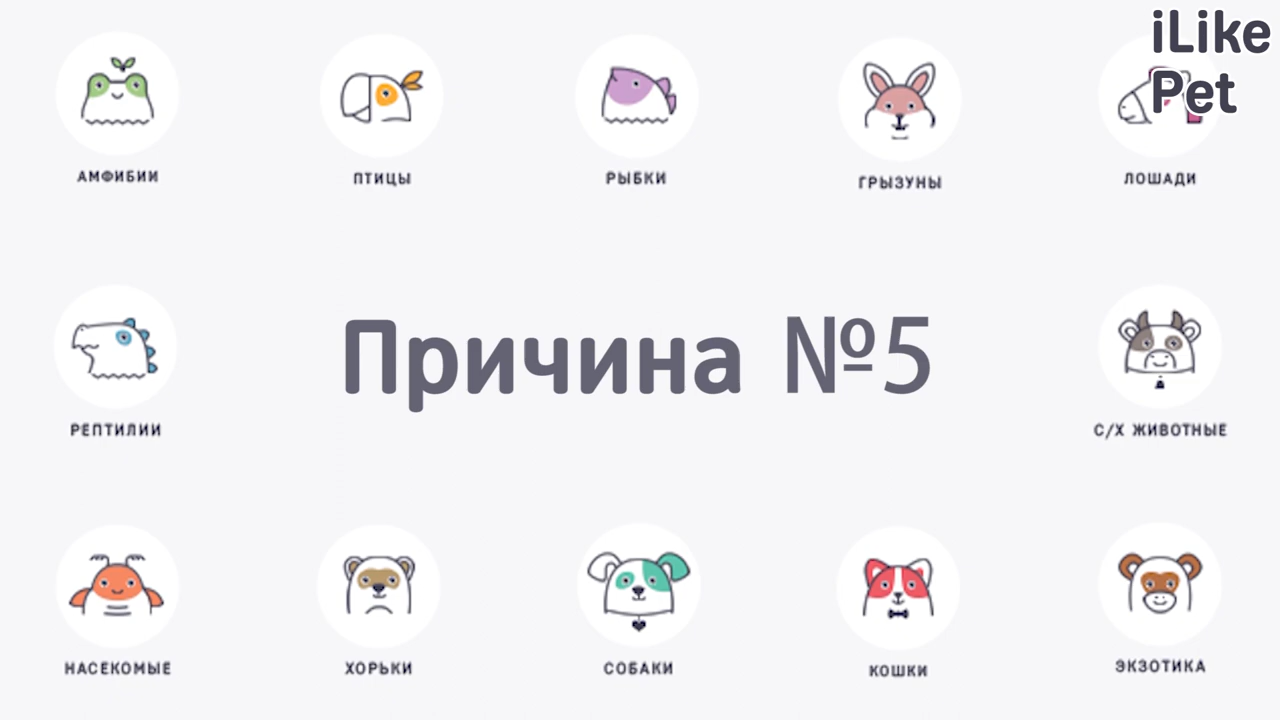 iLike
Pet
АМФИБИИ
ПТИЦЫ
РЫБКИ
ГРЫЗУНЫ
ЛОШАДИ
РЕПТИЛИИ
Причина №5
С/Х ЖИВОТНЫЕ
НАСЕКОМЫЕ
ХОРЬКИ
СОБАКИ
КОШКИ
ЭКЗОТИКА